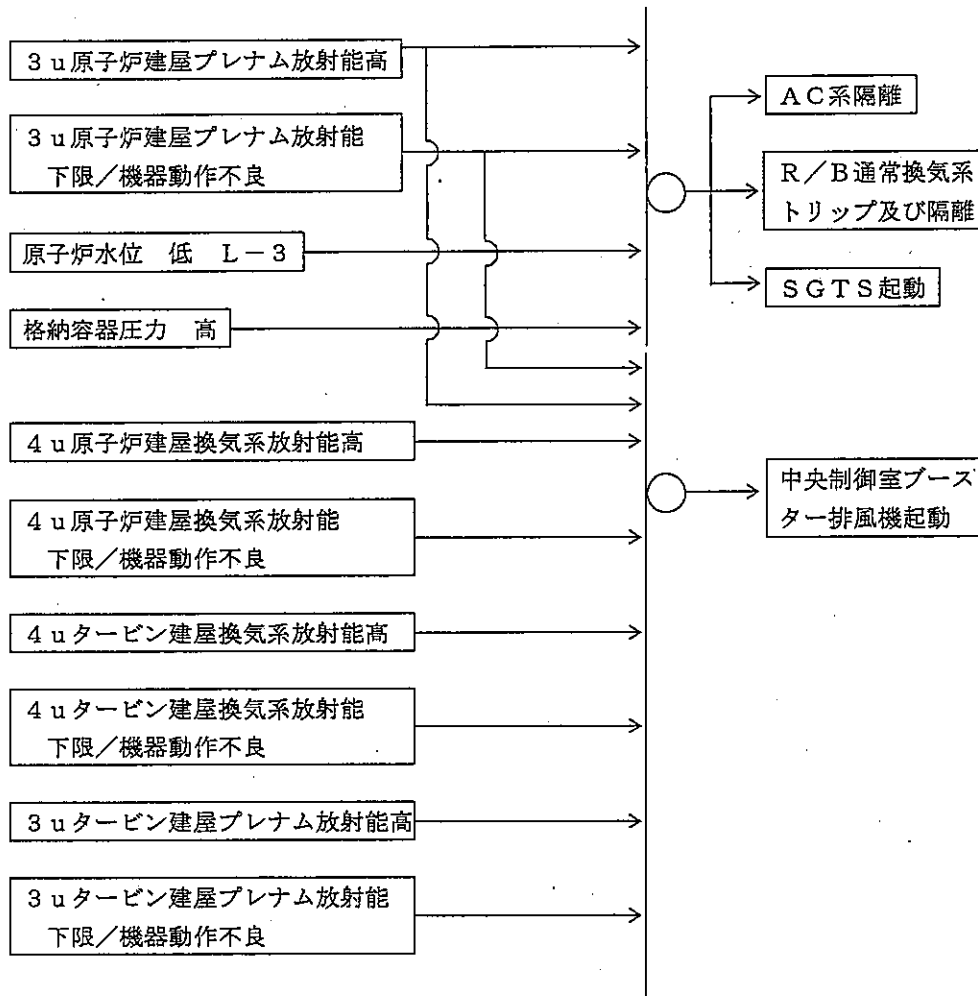 3u原子炉建屋プレナム放射能高
3u原子炉建屋プレナム放射能
下限／機器動作不良
原子炉水位 低 L－3
格納容器圧力 高
4u原子炉建屋換気系放射能高
4u原子炉建屋換気系放射能
下限／機器動作不良
4uタービン建屋換気系放射能高
4uタービン建屋換気系放射能
下限／機器動作不良
3uタービン建屋プレナム放射能高
3uタービン建屋プレナム放射能
下限／機器動作不良
AC系隔離
R／B通常換気系
トリップ及び隔離
SGTS起動
中央制御室ブース
ター排風機起動